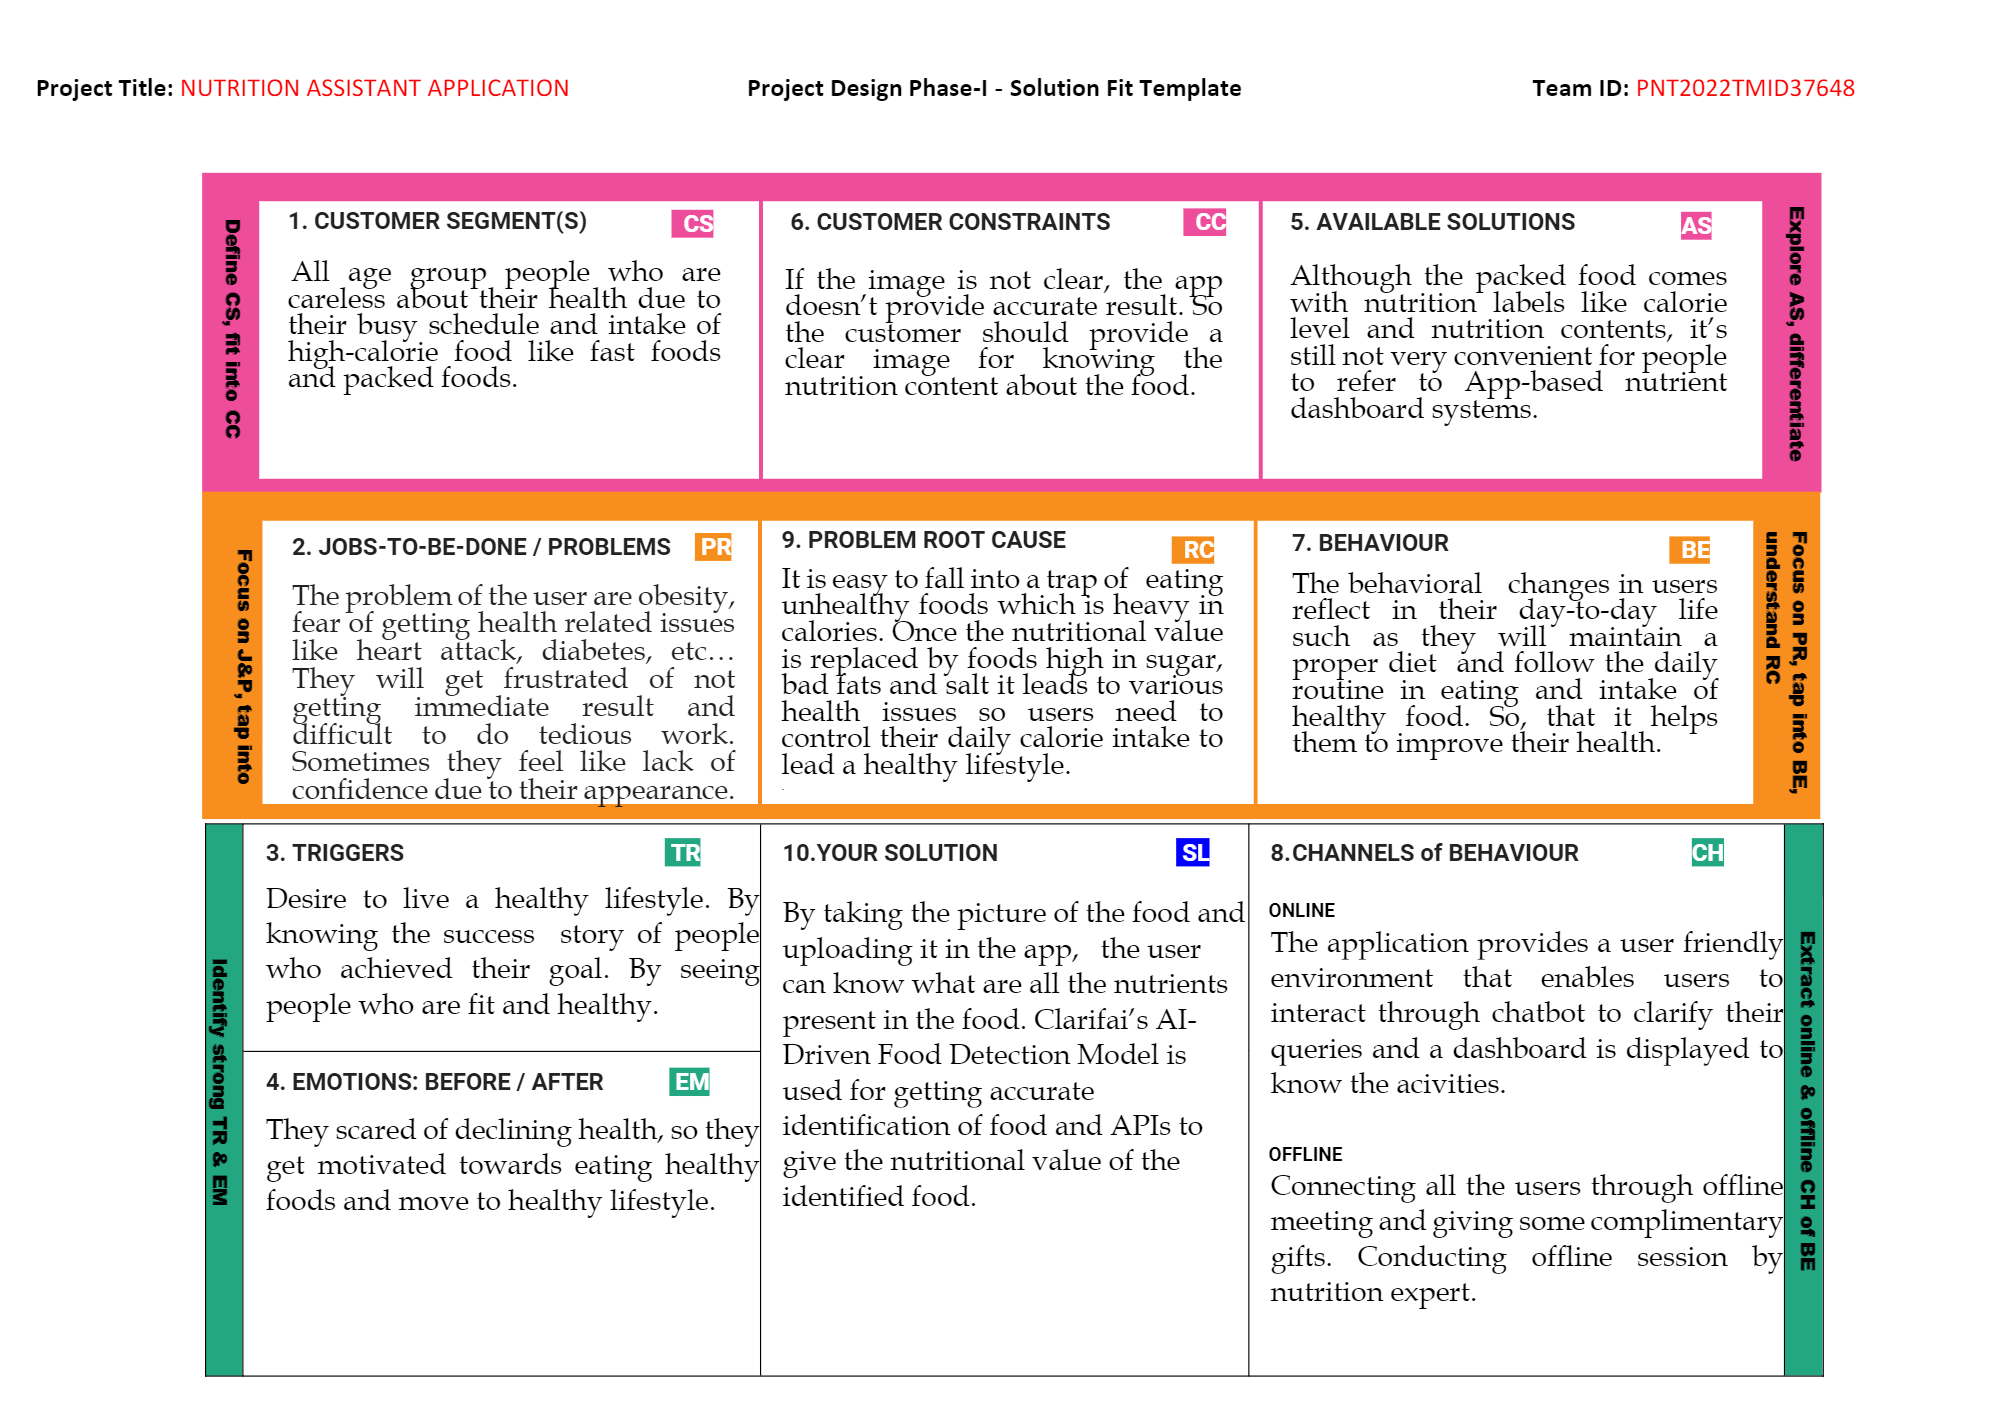 Project Title: NUTRITION ASSISTANT APPLICATION
Project Design Phase-I - Solution Fit Template
Team ID: PNT2022TMID37648
Define CS, fit into CC
1. CUSTOMER SEGMENT(S)
CS
All age group people who are
careless about their health due to
their busy schedule and intake of
high-calorie food like fast foods
and packed foods.
6. CUSTOMER CONSTRAINTS
CC
If the image is not clear, the app
doesn’t provide accurate result. So
the customer should provide a
clear image for knowing the
nutrition content about the food.
5. AVAILABLE SOLUTIONS
AS
Although the packed food comes
with nutrition labels like calorie
level and nutrition contents, it’s
still not very convenient for people
to refer to App-based nutrient
dashboard systems.
Explore AS, differentiate
Focus on J&P, tap into
2. JOBS-TO-BE-DONE / PROBLEMS
PR
The problem of the user are obesity,
fear of getting health related issues
like heart attack, diabetes, etc…
They will get frustrated of not
getting immediate result and
difficult to do tedious work.
Sometimes they feel like lack of
confidence due to their appearance.
9. PROBLEM ROOT CAUSE
RC
It is easy to fall into a trap of eating
unhealthy foods which is heavy in
calories. Once the nutritional value
is replaced by foods high in sugar,
bad fats and salt it leads to various
health issues so users need to
control their daily calorie intake to
lead a healthy lifestyle.
.
7. BEHAVIOUR
BE
The behavioral changes in users
reflect in their day-to-day life
such as they will maintain a
proper diet and follow the daily
routine in eating and intake of
healthy food. So, that it helps
them to improve their health.
Focus on PR, tap into BE,
understand RC
Identify strong TR & EM
3. TRIGGERS
TR
Desire to live a healthy lifestyle. By
knowing the success story of people
who achieved their goal. By seeing
people who are fit and healthy.
4. EMOTIONS: BEFORE / AFTER
EM
They scared of declining health, so they
get motivated towards eating healthy
foods and move to healthy lifestyle.
10.YOUR SOLUTION
SL
By taking the picture of the food and
uploading it in the app, the user
can know what are all the nutrients
present in the food. Clarifai’s AI-
Driven Food Detection Model is
used for getting accurate
identification of food and APIs to
give the nutritional value of the
identified food.
8.CHANNELS of BEHAVIOUR
CH
ONLINE
The application provides a user friendly
environment that enables users to
interact through chatbot to clarify their
queries and a dashboard is displayed to
know the acivities.
OFFLINE
Connecting all the users through offline
meeting and giving some complimentary
gifts. Conducting offline session by
nutrition expert.
Extract online & offline CH of BE